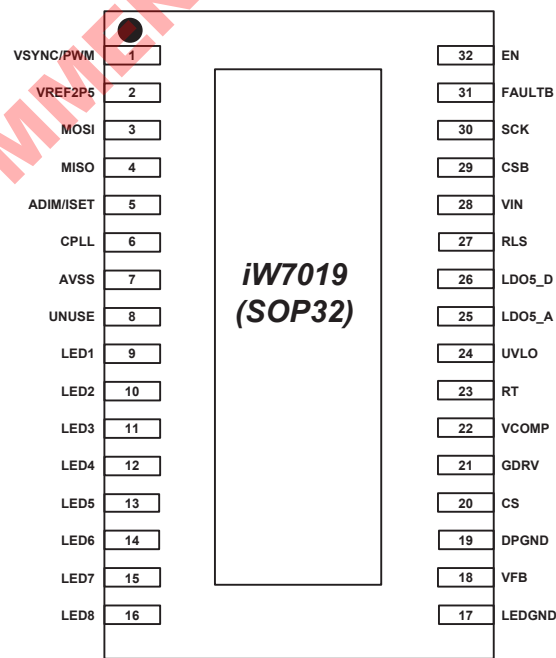 VSYNC/PWM 1 32 EN
VREF2P5 2 31 FAULTB
MOSI 3 30 SCK
MISO 4 29 CSB
ADIM/ISET 5 28 VIN
CPLL 6 27 RLS
AVSS 7 26 LDO5_D
UNUSE 8 25 LDO5_A
LED1 9 24 UVLO
LED2 10 23 RT
LED3 11 22 VCOMP
LED4 12 21 GDRV
LED5 13 20 CS
LED6 14 19 DPGND
LED7 15 18 VFB
LED8 16 17 LEDGND
iW7019
(SOP32)
MMEN